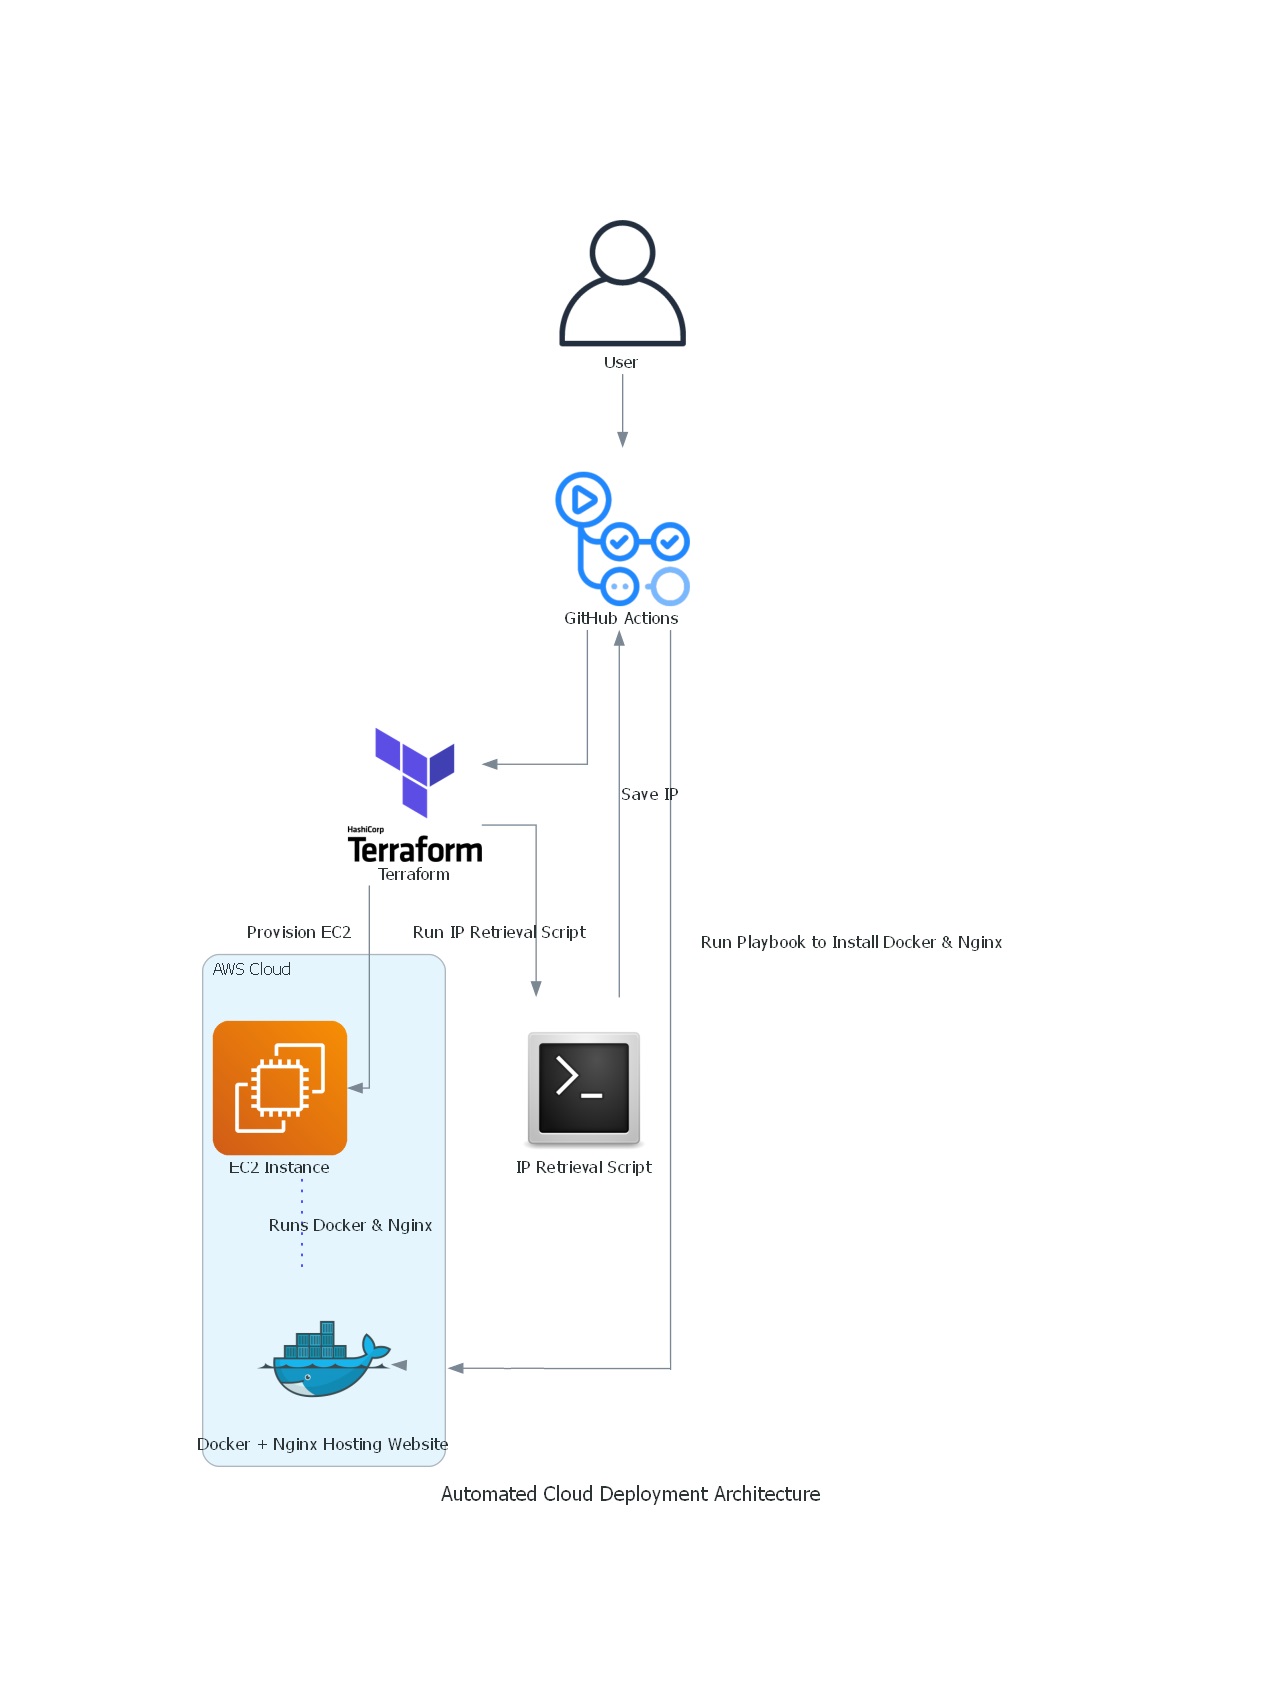 User
GitHub Actions
Save IP
HashiCorp
Terraform
Terraform
Provision EC2
Run IP Retrieval Script
Run Playbook to Install Docker & Nginx
AWS Cloud
EC2 Instance
IP Retrieval Script
Runs Docker & Nginx
Docker + Nginx Hosting Website
Automated Cloud Deployment Architecture